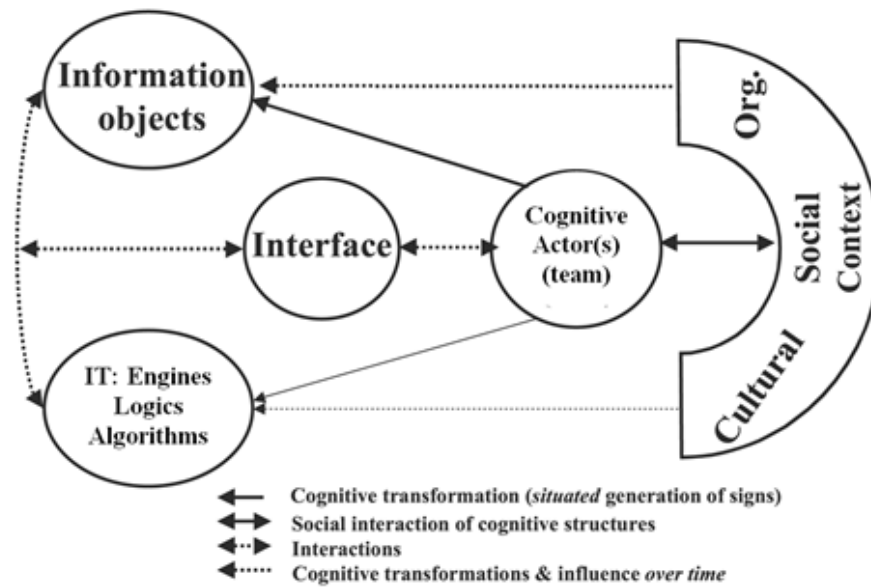 Information
objects
Org.
Social
Context
Cultural
Interface
Cognitive
Actor(s)
(team)
IT: Engines
Logics
Algorithms
Cognitive transformation (situated generation of signs)
Social interaction of cognitive structures
Interactions
Cognitive transformations & influence over time